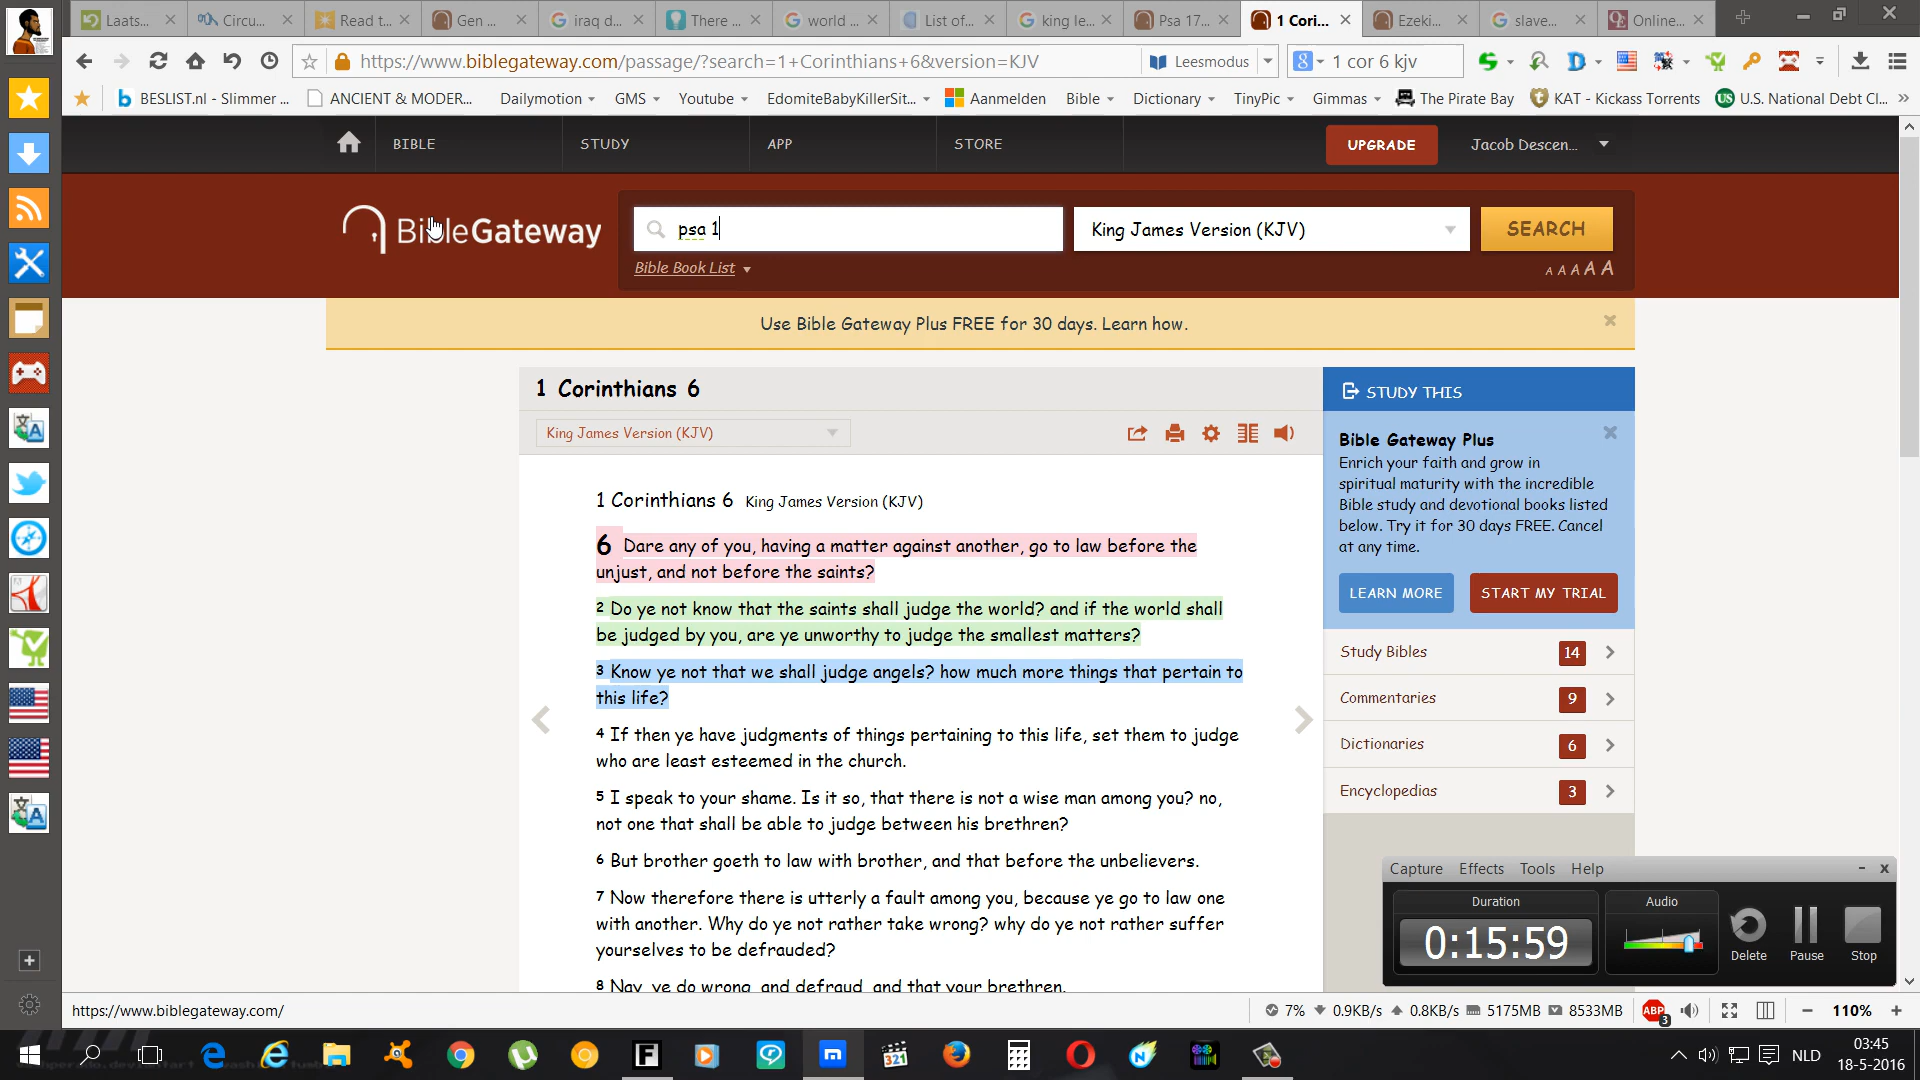 Laats...
Circu...
Read t...
Gen ...
iraq d...
There ...
world ...
List of...
king le...
Psa 17...
1 Cori...
Ezeki...
slave...
Online...
https://www.biblegateway.com/passage/?search=1+Corinthians+6&version=KJV
Leesmodus
1 cor 6 kjv
BESLIST.nl - Slimmer ...
ANCIENT & MODER...
Dailymotion
GMS
Youtube
EdomiteBabyKillerSit...
Aanmelden
Bible
Dictionary
TinyPic
Gimmas
The Pirate Bay
KAT - Kickass Torrents
U.S. National Debt Cl...
BIBLE
STUDY
APP
STORE
UPGRADE
Jacob Descen...
BibleGateway
psa 1
King James Version (KJV)
SEARCH
Bible Book List
A A A A A
Use Bible Gateway Plus FREE for 30 days. Learn how.
1 Corinthians 6
King James Version (KJV)
1 Corinthians 6 King James Version (KJV)
6 Dare any of you, having a matter against another, go to law before the
unjust, and not before the saints?
2 Do ye not know that the saints shall judge the world? and if the world shall
be judged by you, are ye unworthy to judge the smallest matters?
3 Know ye not that we shall judge angels? how much more things that pertain to
this life?
4 If then ye have judgments of things pertaining to this life, set them to judge
who are least esteemed in the church.
5 I speak to your shame. Is it so, that there is not a wise man among you? no,
not one that shall be able to judge between his brethren?
6 But brother goeth to law with brother, and that before the unbelievers.
7 Now therefore there is utterly a fault among you, because ye go to law one
with another. Why do ye not rather take wrong? why do ye not rather suffer
yourselves to be defrauded?
8 Nay, ye do wrong, and defraud, and that your brethren.
STUDY THIS
Bible Gateway Plus
Enrich your faith and grow in
spiritual maturity with the incredible
Bible study and devotional books listed
below. Try it for 30 days FREE. Cancel
at any time.
LEARN MORE
START MY TRIAL
Study Bibles 14
Commentaries 9
Dictionaries 6
Encyclopedias 3
Capture Effects Tools Help
Duration
0:15:59
Audio
Delete
Pause
Stop
https://www.biblegateway.com/
7%
0.9KB/s
0.8KB/s
5175MB
8533MB
ABP
3
110%
321
NLD
03:45
18-5-2016